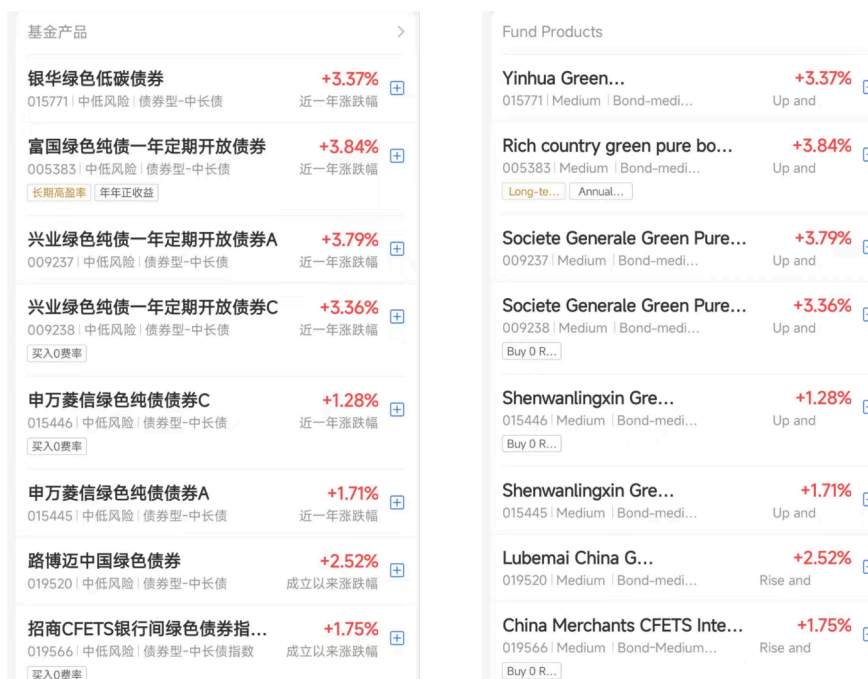 基金产品
银华绿色低碳债券 +3.37%
015771 中低风险 债券型-中长债 近一年涨跌幅
富国绿色纯债一年定期开放债券 +3.84%
005383 中低风险 债券型-中长债 近一年涨跌幅
长期高盈率 年年正收益
兴业绿色纯债一年定期开放债券A +3.79%
009237 中低风险 债券型-中长债 近一年涨跌幅
兴业绿色纯债一年定期开放债券C +3.36%
009238 中低风险 债券型-中长债 近一年涨跌幅
买入0费率
申万菱信绿色纯债债券C +1.28%
015446 中低风险 债券型-中长债 近一年涨跌幅
买入0费率
申万菱信绿色纯债债券A +1.71%
015445 中低风险 债券型-中长债 近一年涨跌幅
路博迈中国绿色债券 +2.52%
019520 中低风险 债券型-中长债 成立以来涨跌幅
招商CFETS银行间绿色债券指... +1.75%
019566 中低风险 债券型-中长债指数 成立以来涨跌幅
买入0费率
Fund Products
Yinhua Green... +3.37%
015771 Medium Bond-medi... Up and
Rich country green pure bo... +3.84%
005383 Medium Bond-medi... Up and
Long-te... Annual...
Societe Generale Green Pure... +3.79%
009237 Medium Bond-medi... Up and
Societe Generale Green Pure... +3.36%
009238 Medium Bond-medi... Up and
Buy 0 R...
Shenwanlingxin Gre... +1.28%
015446 Medium Bond-medi... Up and
Buy 0 R...
Shenwanlingxin Gre... +1.71%
015445 Medium Bond-medi... Up and
Lubemai China G... +2.52%
019520 Medium Bond-medi... Rise and
China Merchants CFETS Inte... +1.75%
019566 Medium Bond-Medium... Rise and
Buy 0 R...